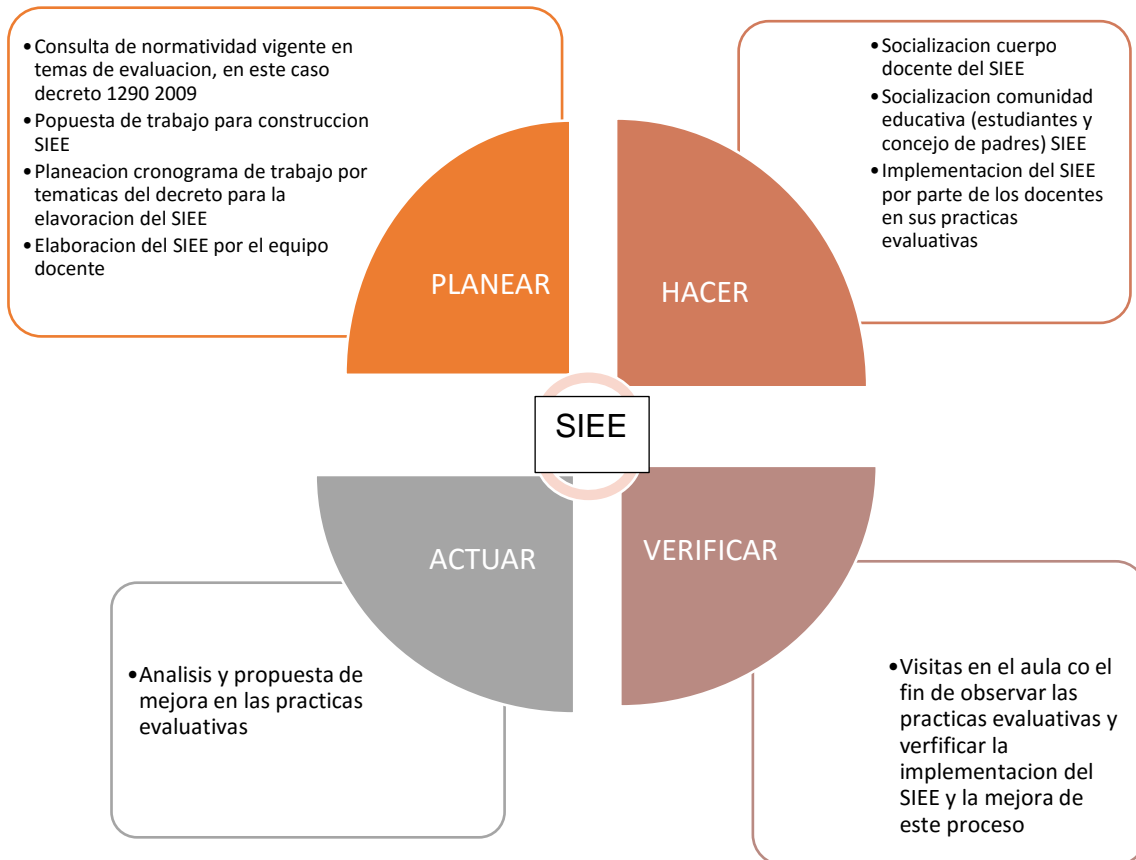 •Consulta de normatividad vigente en
temas de evaluacion, en este caso
decreto 1290 2009
•Popuesta de trabajo para construccion
SIEE
•Planeacion cronograma de trabajo por
tematicas del decreto para la
elavoracion del SIEE
•Elaboracion del SIEE por el equipo
docente
PLANEAR
•Socializacion cuerpo
docente del SIEE
•Socializacion comunidad
educativa (estudiantes y
concejo de padres) SIEE
•Implementacion del SIEE
por parte de los docentes
en sus practicas
evaluativas
HACER
SIEE
ACTUAR
•Analisis y propuesta de
mejora en las practicas
evaluativas
VERIFICAR
•Visitas en el aula co el
fin de observar las
practicas evaluativas y
verfificar la
implementacion del
SIEE y la mejora de
este proceso